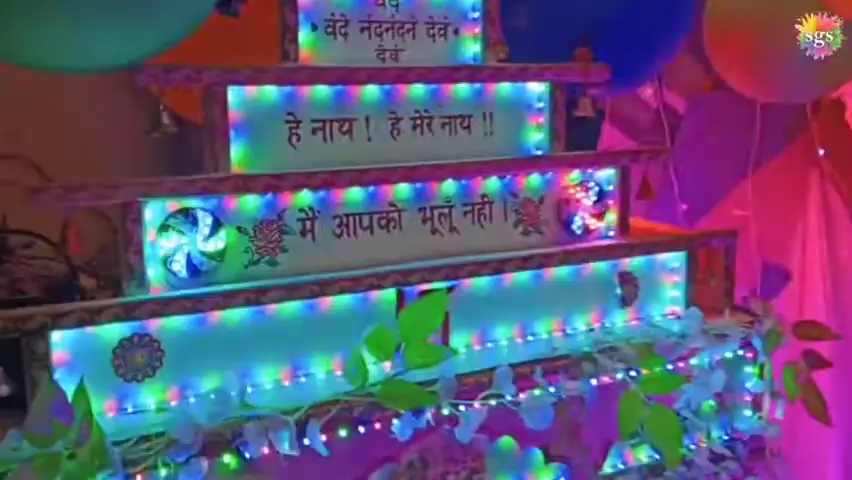 वंदे
वंदे नंदनंदनं देवं
देवं
हे नाथ ! हे मेरे नाथ !!
मैं आपको भूलूँ नहीं ।
sgs